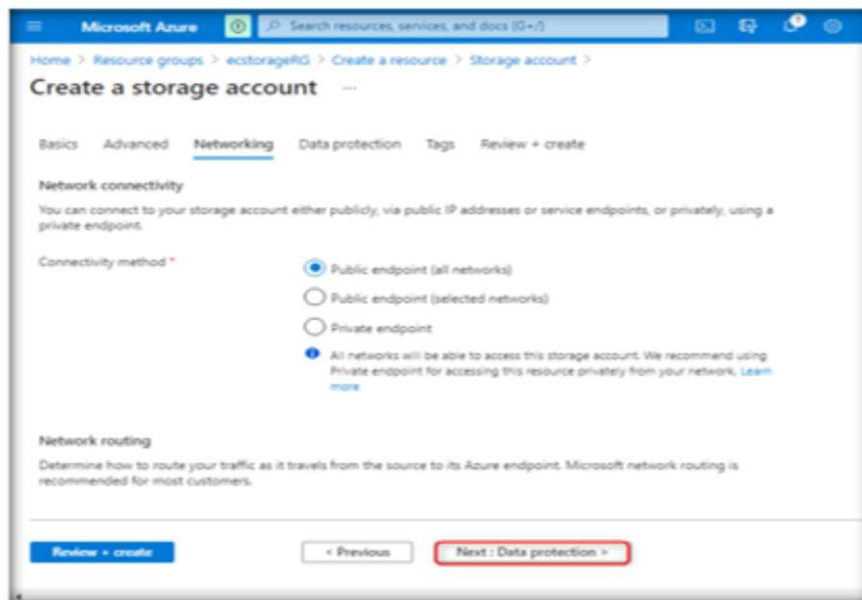 Microsoft Azure
Search resources, services, and docs (G+/)
Home > Resource groups > ecstorageRG > Create a resource > Storage account >
Create a storage account ...
Basics Advanced Networking Data protection Tags Review + create
Network connectivity
You can connect to your storage account either publicly, via public IP addresses or service endpoints, or privately, using a
private endpoint.
Connectivity method *
Public endpoint (all networks)
Public endpoint (selected networks)
Private endpoint
All networks will be able to access this storage account. We recommend using
Private endpoint for accessing this resource privately from your network. Learn
more
Network routing
Determine how to route your traffic as it travels from the source to its Azure endpoint. Microsoft network routing is
recommended for most customers.
Review + create
< Previous
Next : Data protection >